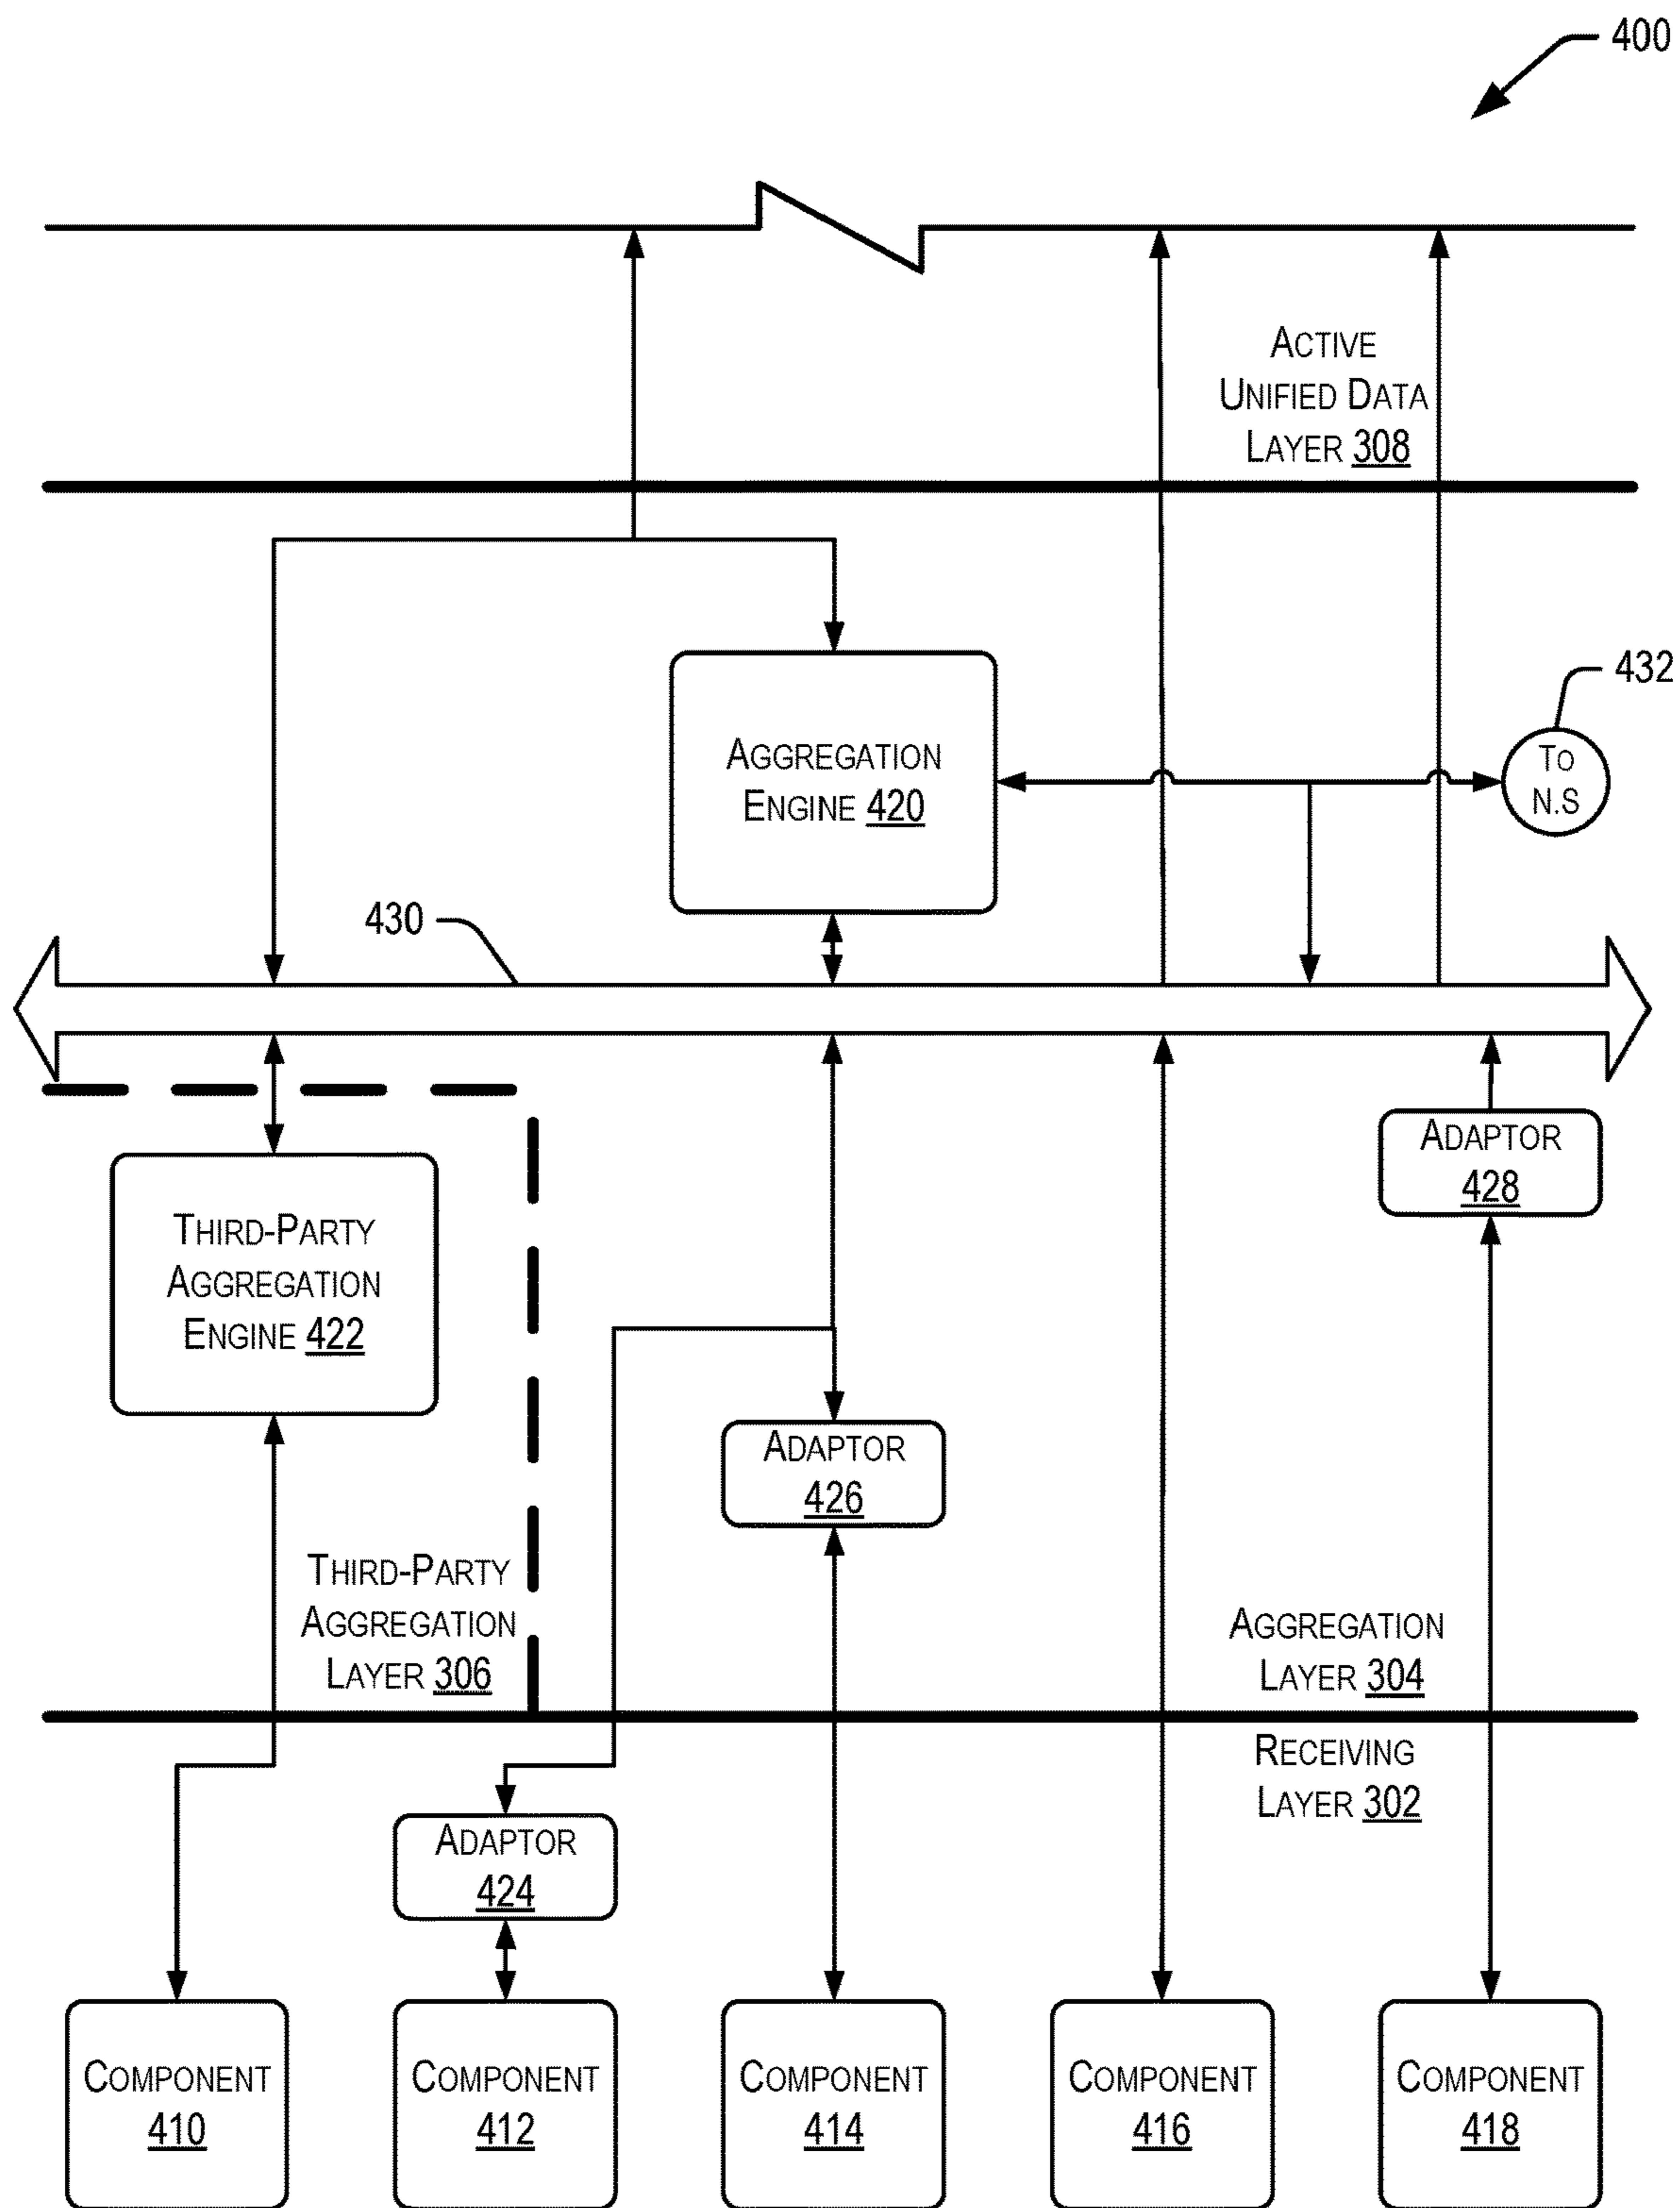 400
ACTIVE
UNIFIED DATA
LAYER 308
432
AGGREGATION
ENGINE 420
TO
N.S
430
ADAPTOR
428
THIRD-PARTY
AGGREGATION
ENGINE 422
ADAPTOR
426
THIRD-PARTY
AGGREGATION
LAYER 306
AGGREGATION
LAYER 304
RECEIVING
LAYER 302
ADAPTOR
424
COMPONENT
410
COMPONENT
412
COMPONENT
414
COMPONENT
416
COMPONENT
418